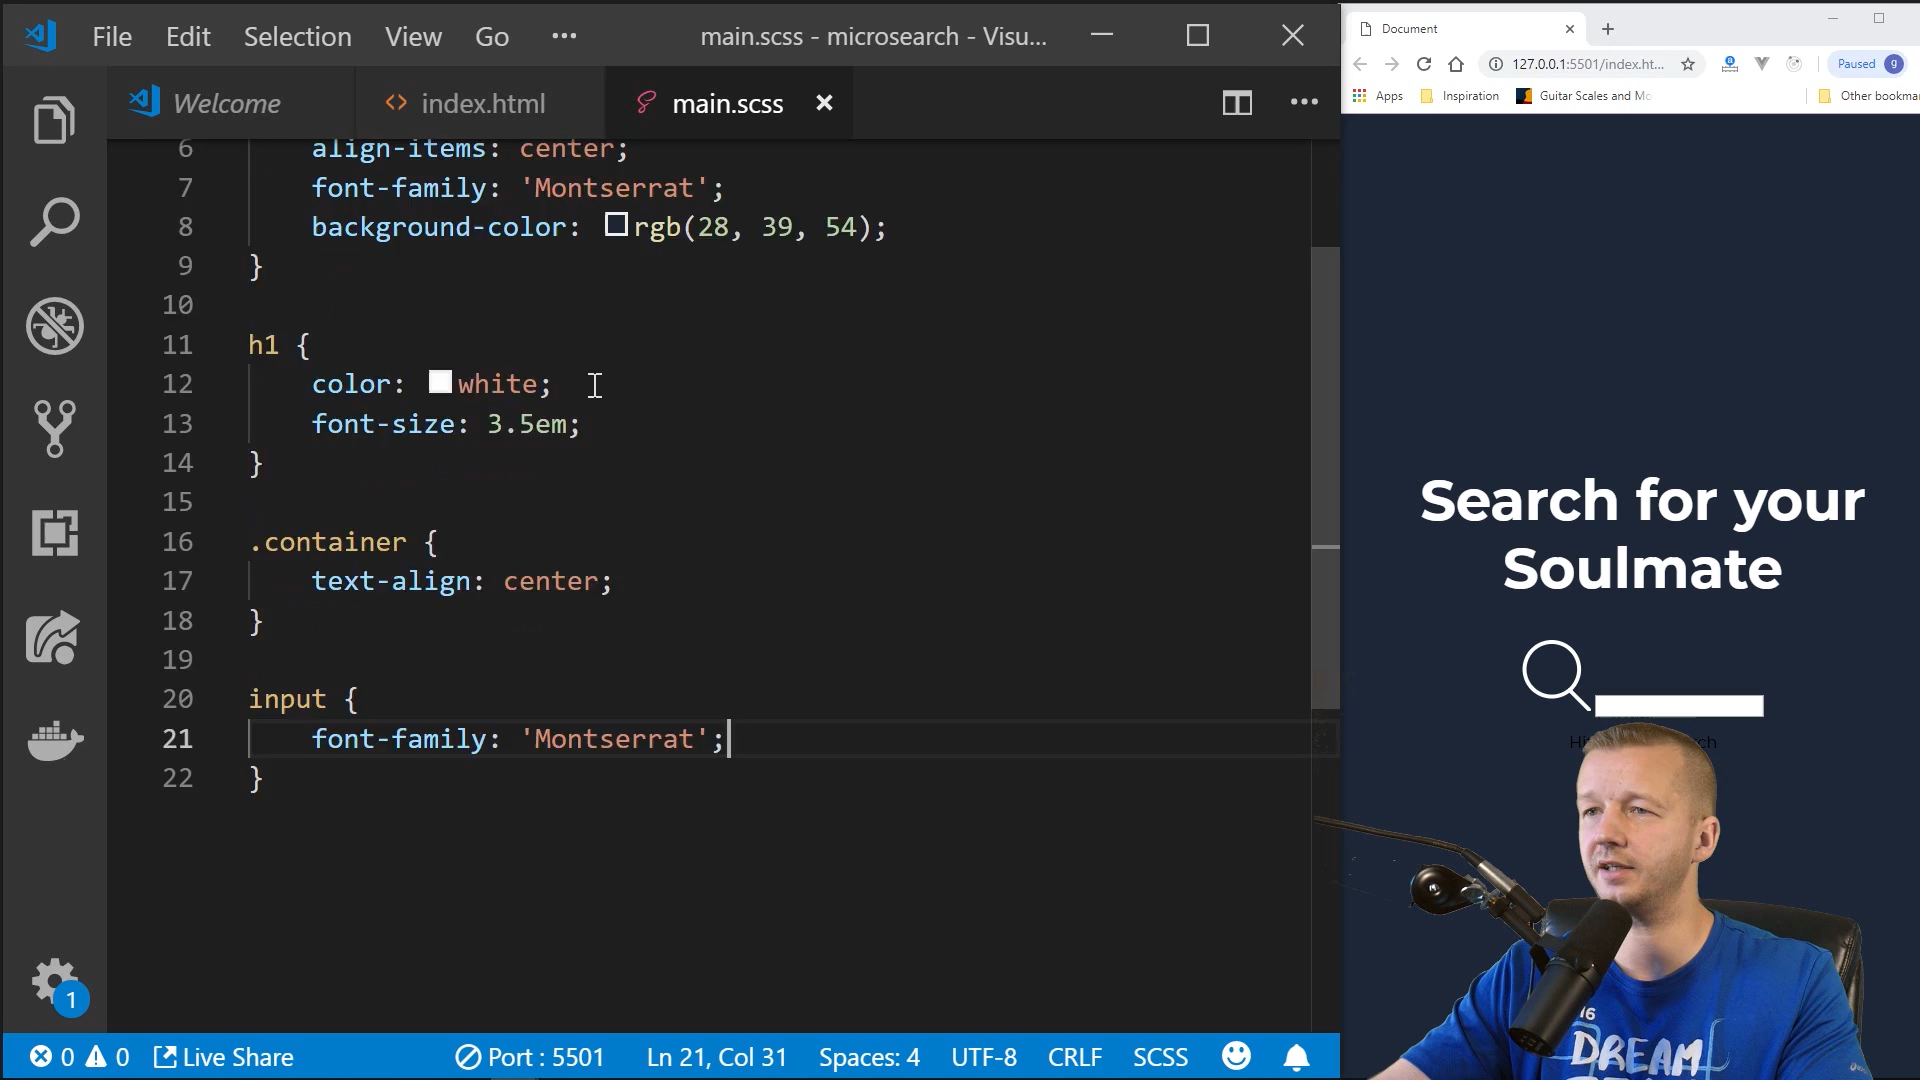 File Edit Selection View Go ••• main.scss - microsearch - Visu...
Welcome index.html main.scss
6 align-items: center;
7 font-family: 'Montserrat';
8 background-color: rgb(28, 39, 54);
9 }
10
11 h1 {
12 color: white;
13 font-size: 3.5em;
14 }
15
16 .container {
17 text-align: center;
18 }
19
20 input {
21 font-family: 'Montserrat';
22 }
1
0 0 Live Share Port : 5501 Ln 21, Col 31 Spaces: 4 UTF-8 CRLF SCSS
Document
127.0.0.1:5501/index.ht... Paused g
Apps Inspiration Guitar Scales and Mo Other bookmar
Search for your
Soulmate
16
DREAM